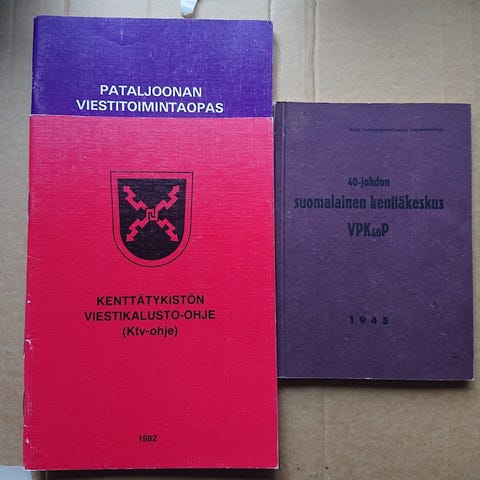 PATALJOONAN
VIESTITOIMINTAOPAS
KENTTÄTYKISTÖN
VIESTIKALUSTO-OHJE
(Ktv-ohje)
1982
40-johdon
suomalainen kenttäkeskus
VPK40P
1945